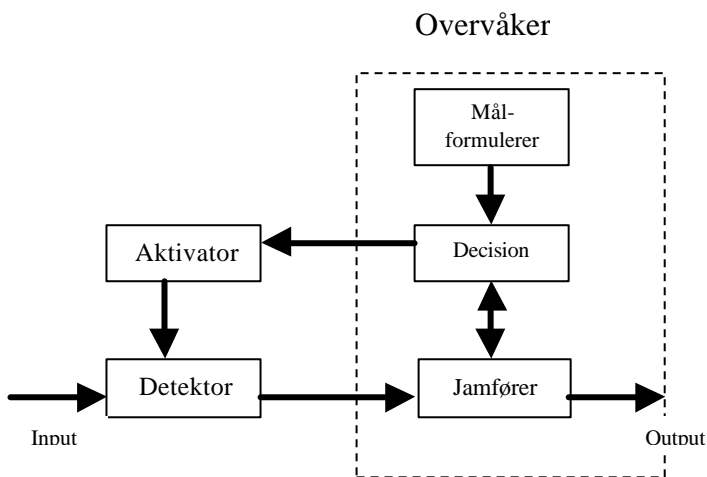 Overvåker
Mål-
formulerer
Aktivator
Decision
Detektor
Jamfører
Input
Output